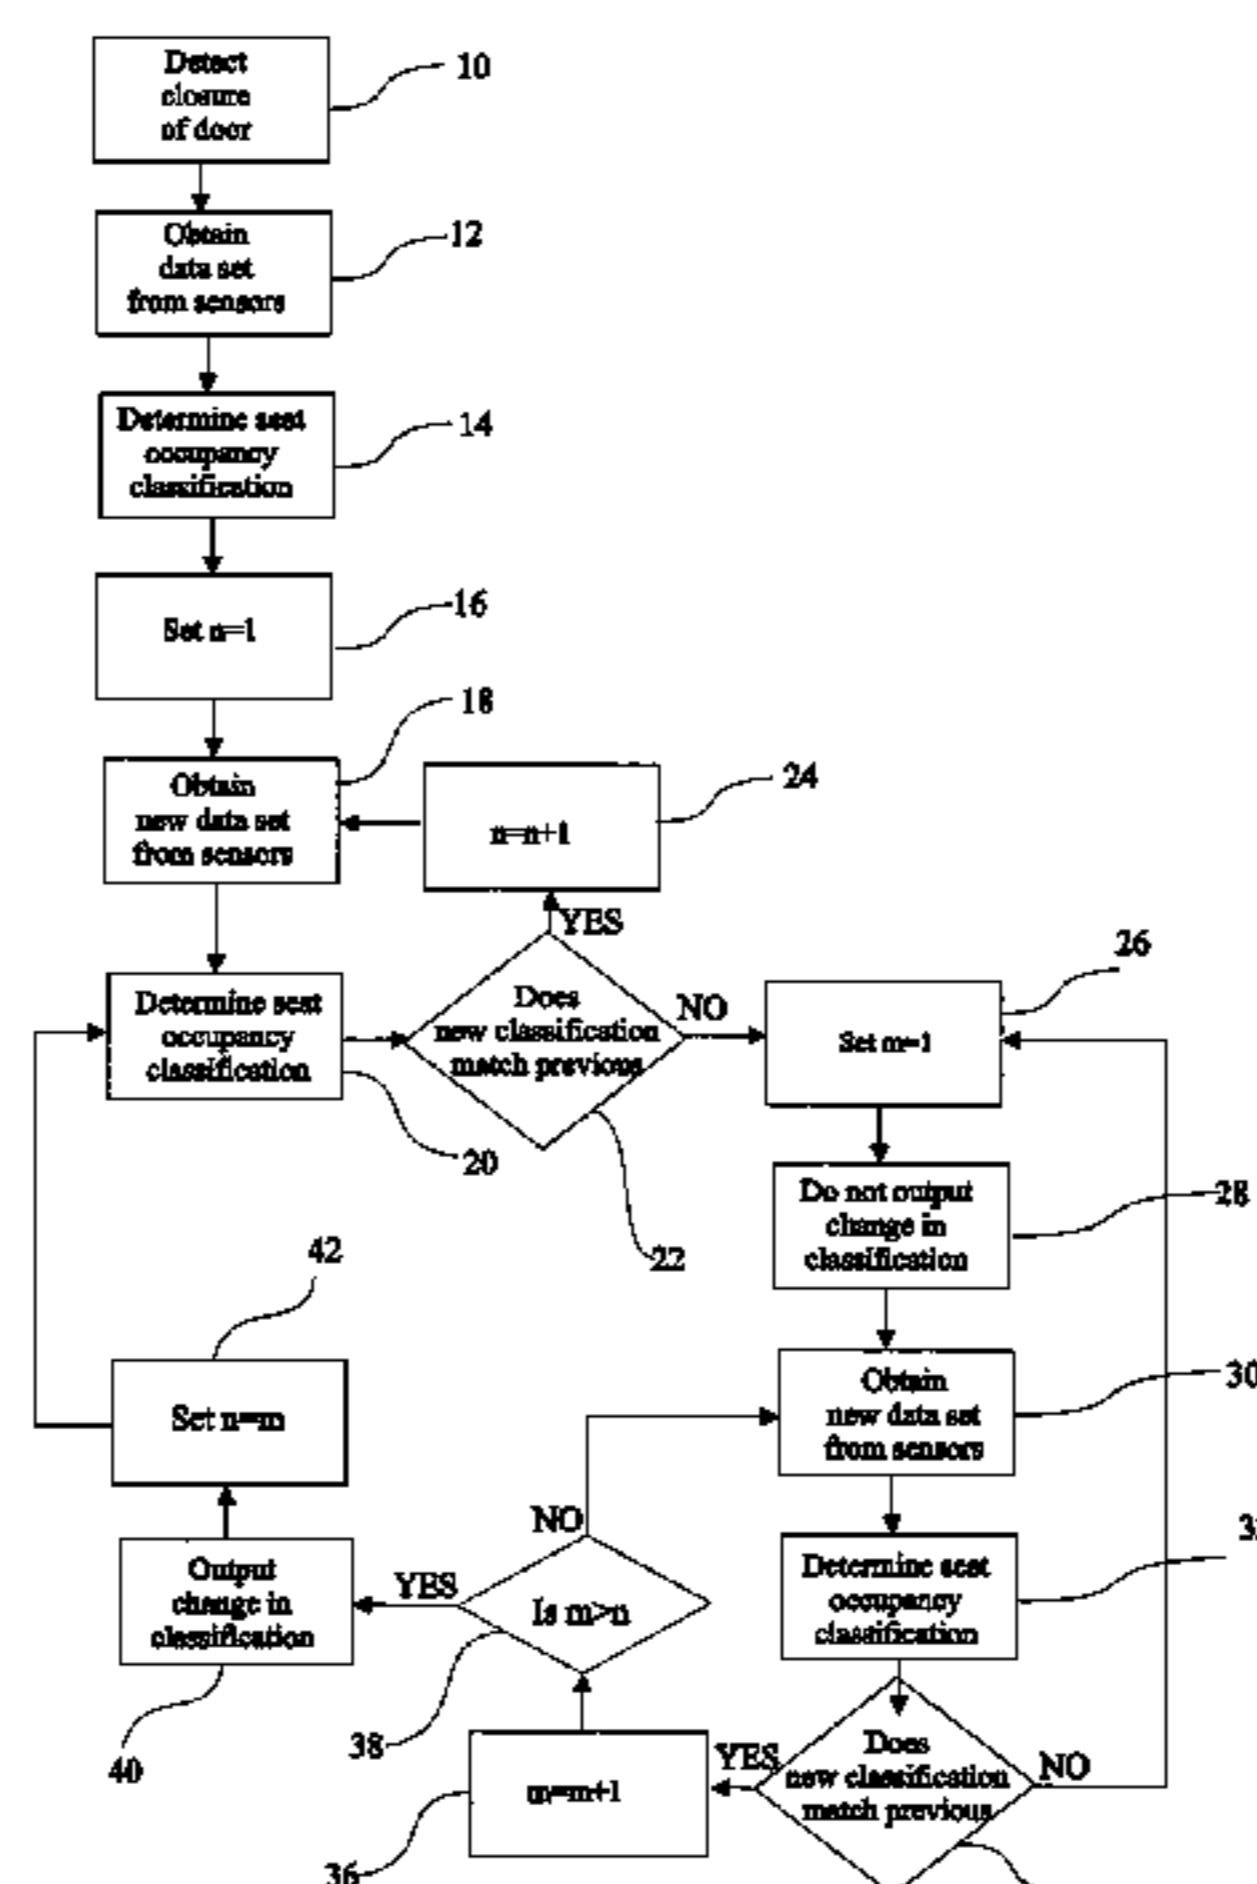 Detect
closure
of door
10
Obtain
data set
from sensors
12
Determine seat
occupancy
classification
14
Set n=1
16
18
Obtain
new data set
from sensors
n=n+1
24
YES
Determine seat
occupancy
classification
20
Does
new classification
match previous
22
NO
26
Set m=1
Do not output
change in
classification
28
42
Set n=m
Obtain
new data set
from sensors
30
NO
Determine seat
occupancy
classification
Output
change in
classification
40
YES
Is m>n
38
m=m+1
36
YES
Does
new classification
match previous
NO